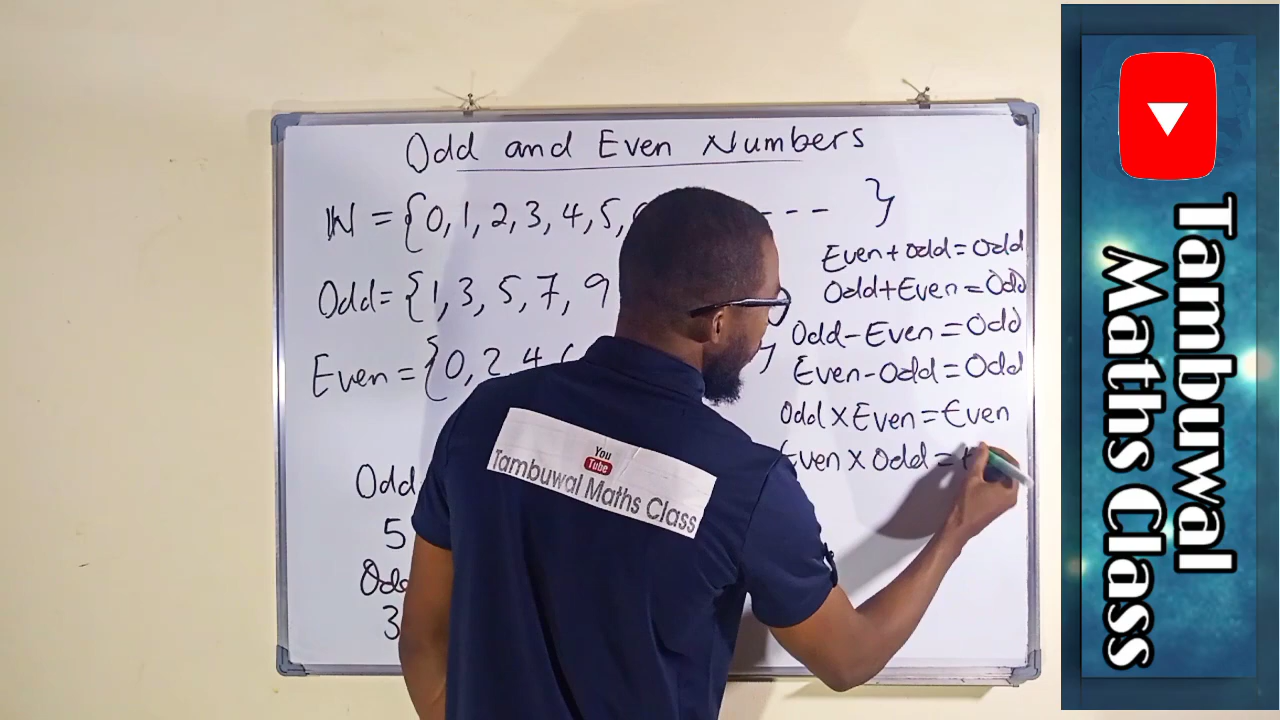 Odd and Even Numbers
ℕ = {0, 1, 2, 3, 4, 5, --- }
Odd = {1, 3, 5, 7, 9
Even = {0, 2, 4, }
Even + odd = Odd
Odd + Even = Odd
Odd - Even = Odd
Even - odd = Odd
Odd x Even = Even
Even x Odd =
Odd
5
Odd
3
You
Tube
Tambuwal Maths Class
Tambuwal
Maths Class